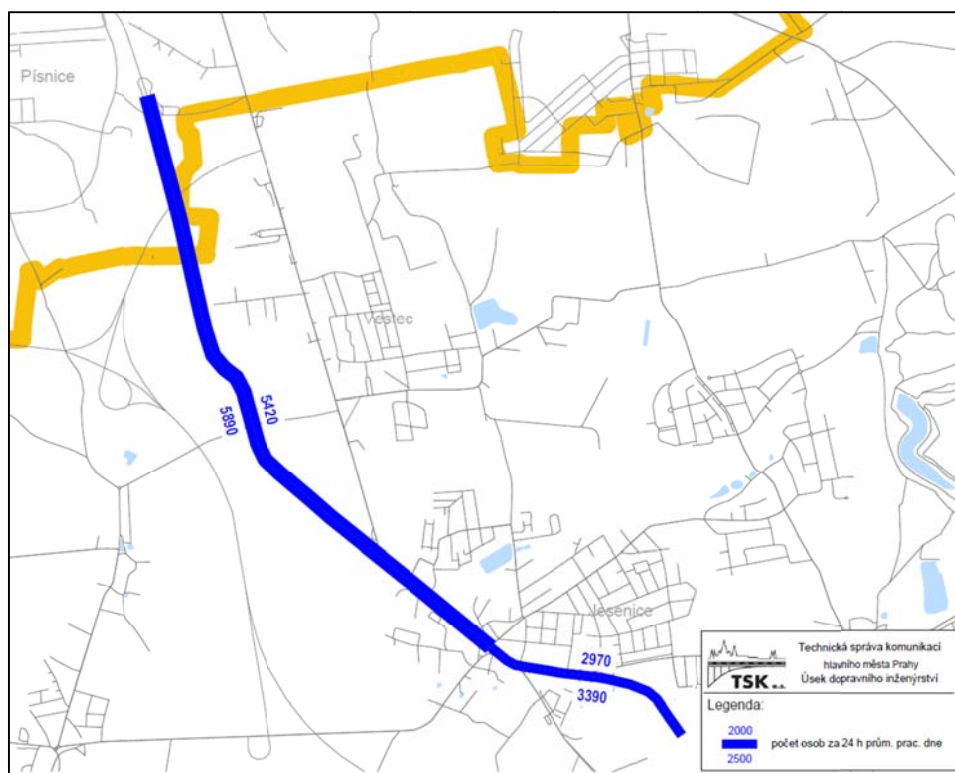 Písnice
Vestec
5420
5890
Jesenice
2970
3390
Technická správa komunikací
hlavního města Prahy
Úsek dopravního inženýrství
TSK a.s.
Legenda:
2000
počet osob za 24 h prům. prac. dne
2500